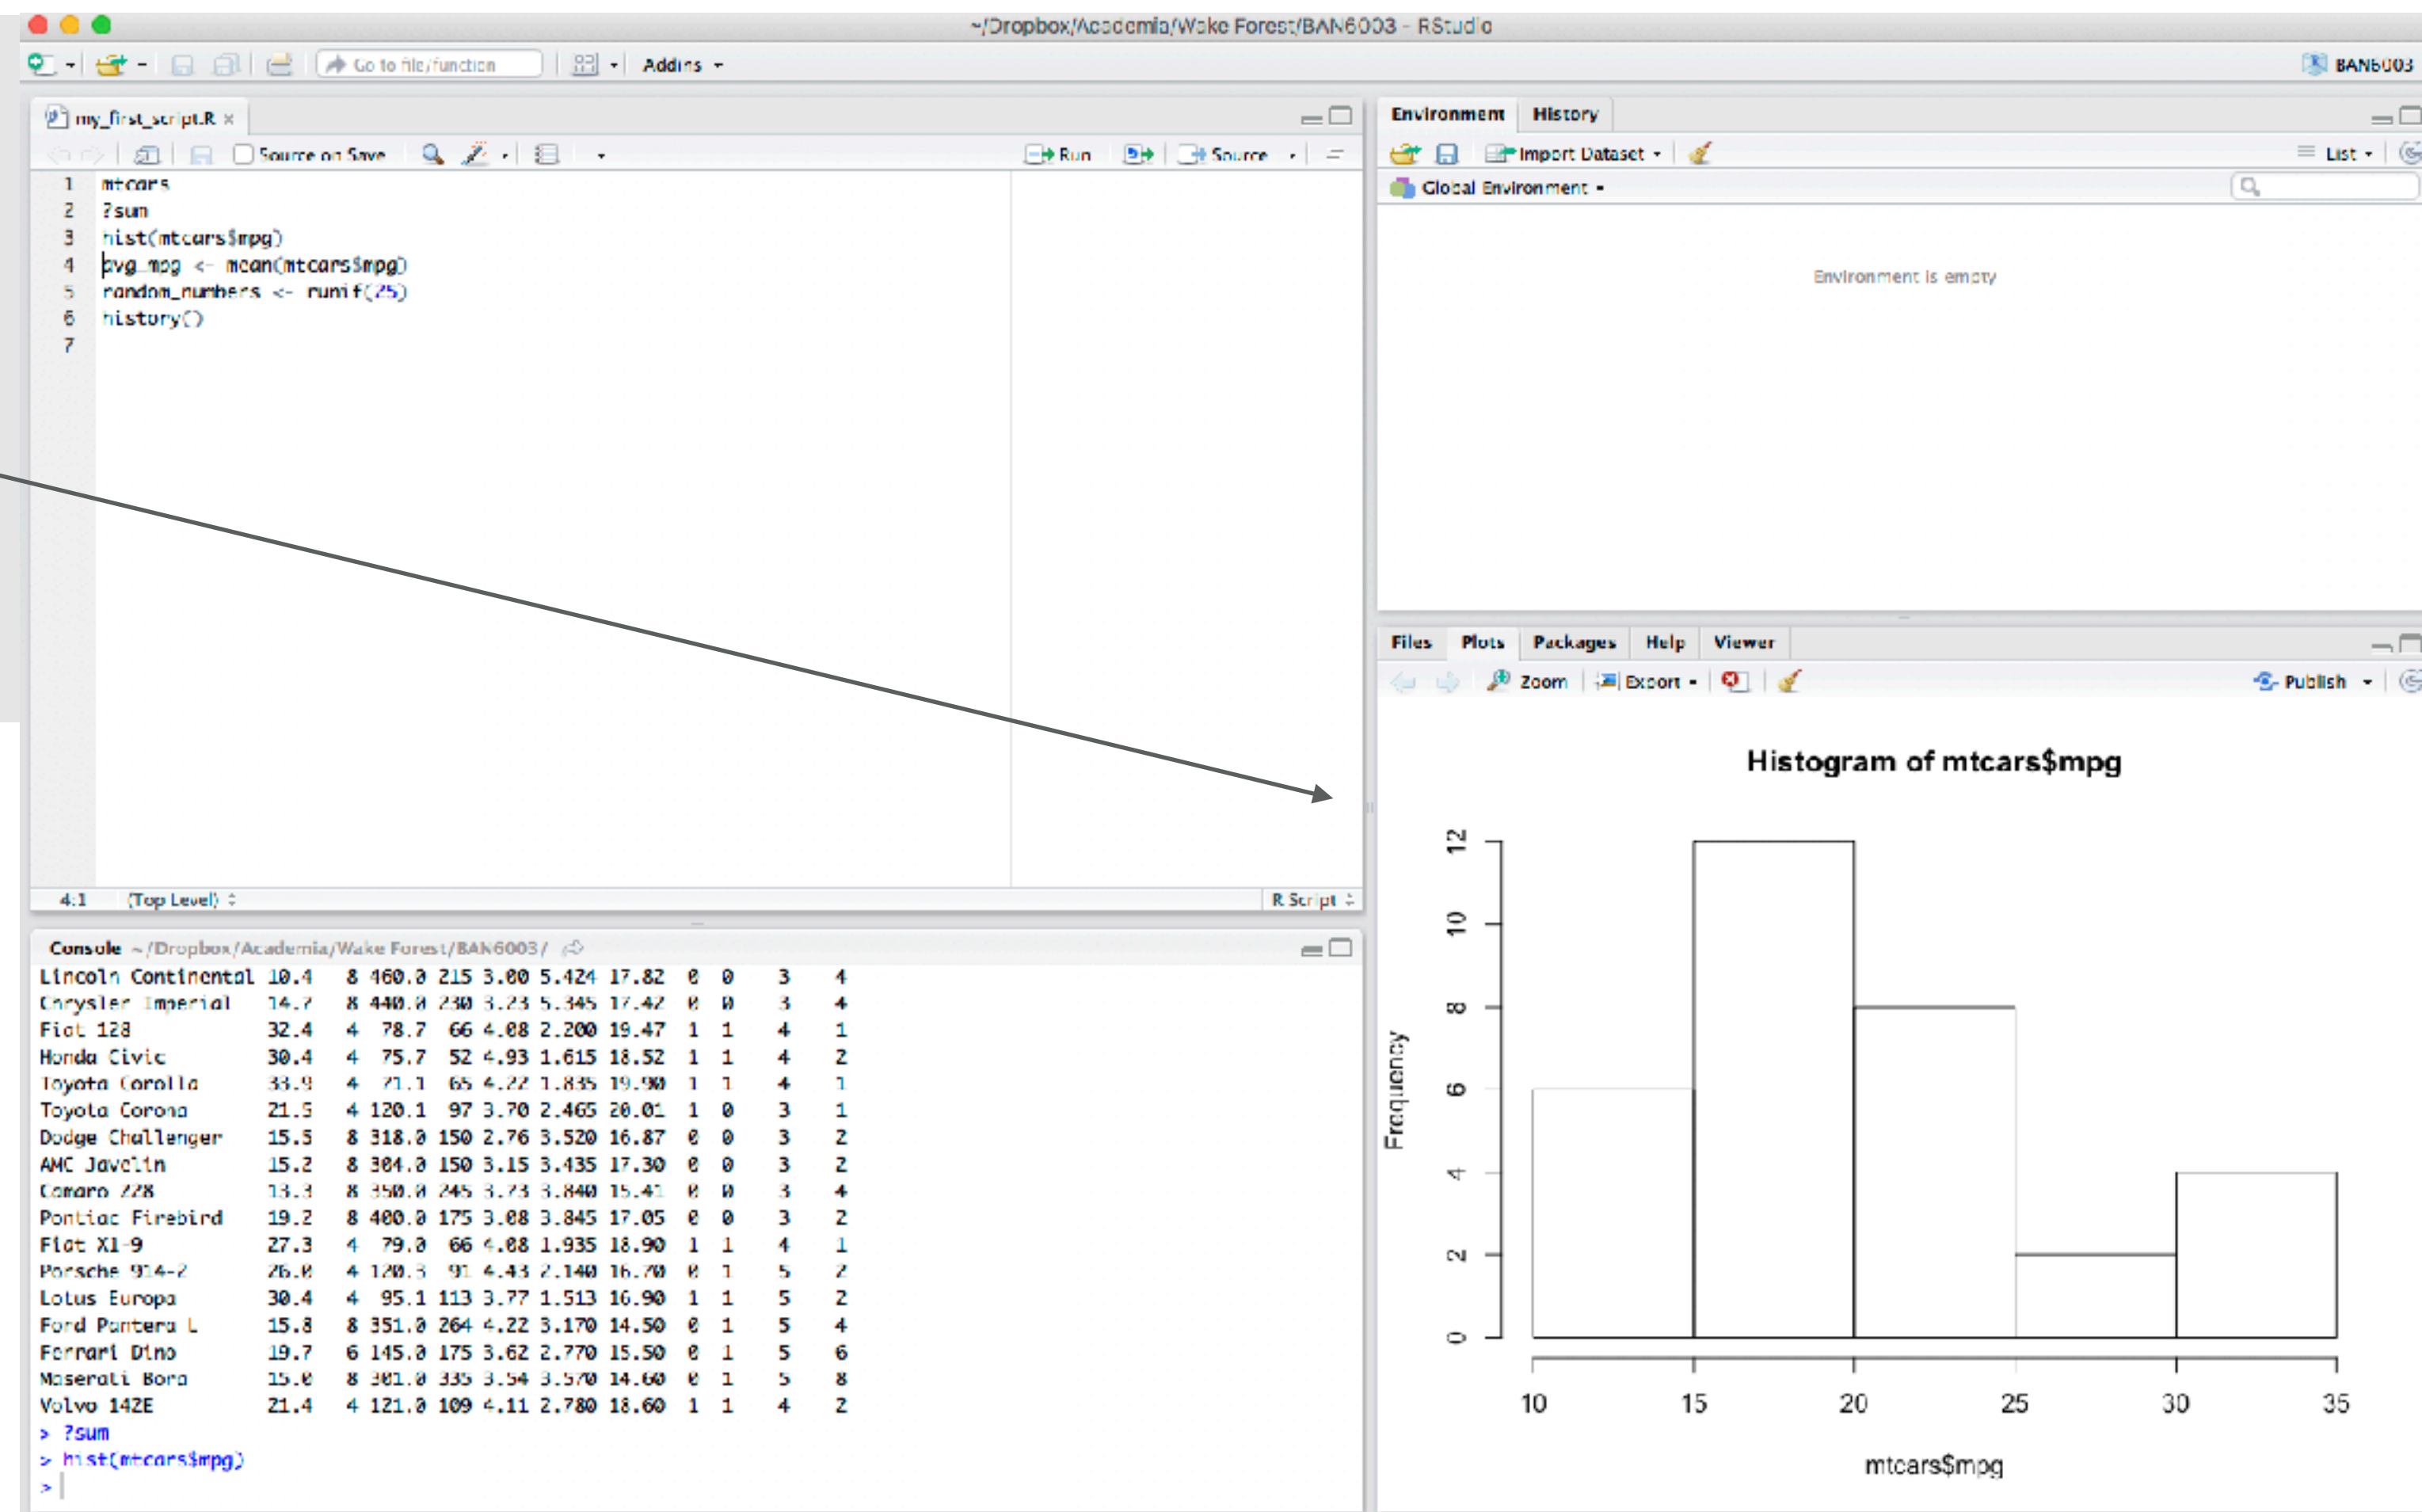 ~/Dropbox/Academia/Wake Forest/BAN6003 - RStudio
Go to file/function
Addins
BAN6003
my_first_script.R
Source on Save
Run
Source
1 mtcars
2 ?sum
3 hist(mtcars$mpg)
4 avg_mpg <- mean(mtcars$mpg)
5 random_numbers <- runif(25)
6 history()
7
4:1 (Top Level)
R Script
Console ~/Dropbox/Academia/Wake Forest/BAN6003/
Lincoln Continental 10.4 8 460.0 215 3.00 5.424 17.82 0 0 3 4
Chrysler Imperial 14.7 8 440.0 230 3.23 5.345 17.42 0 0 3 4
Fiat 128 32.4 4 78.7 66 4.08 2.200 19.47 1 1 4 1
Honda Civic 30.4 4 75.7 52 4.93 1.615 18.52 1 1 4 2
Toyota Corolla 33.9 4 71.1 65 4.22 1.835 19.90 1 1 4 1
Toyota Corona 21.5 4 120.1 97 3.70 2.465 20.01 1 0 3 1
Dodge Challenger 15.5 8 318.0 150 2.76 3.520 16.87 0 0 3 2
AMC Javelin 15.2 8 304.0 150 3.15 3.435 17.30 0 0 3 2
Camaro Z28 13.3 8 350.0 245 3.73 3.840 15.41 0 0 3 4
Pontiac Firebird 19.2 8 400.0 175 3.08 3.845 17.05 0 0 3 2
Fiat X1-9 27.3 4 79.0 66 4.08 1.935 18.90 1 1 4 1
Porsche 914-2 26.0 4 120.3 91 4.43 2.140 16.70 0 1 5 2
Lotus Europa 30.4 4 95.1 113 3.77 1.513 16.90 1 1 5 2
Ford Pantera L 15.8 8 351.0 264 4.22 3.170 14.50 0 1 5 4
Ferrari Dino 19.7 6 145.0 175 3.62 2.770 15.50 0 1 5 6
Maserati Bora 15.0 8 301.0 335 3.54 3.570 14.60 0 1 5 8
Volvo 142E 21.4 4 121.0 109 4.11 2.780 18.60 1 1 4 2
> ?sum
> hist(mtcars$mpg)
>
Environment History
Import Dataset
List
Global Environment
Environment is empty
Files Plots Packages Help Viewer
Zoom Export
Publish
Histogram of mtcars$mpg
Frequency
12
10
8
6
4
2
0
10 15 20 25 30 35
mtcars$mpg